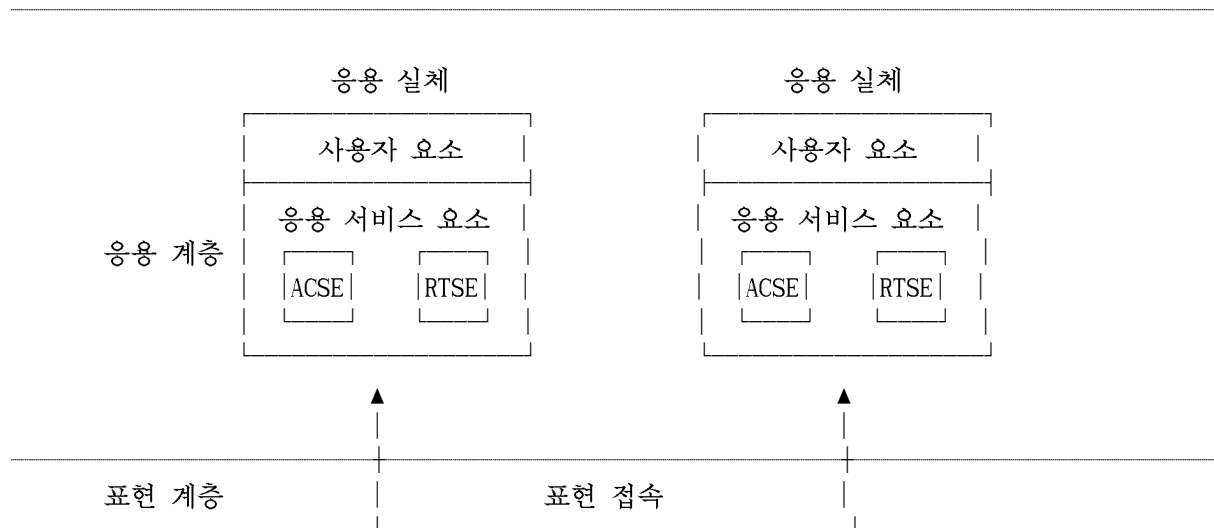 응용 실체 응용 실체
사용자 요소 사용자 요소
응용 서비스 요소 응용 서비스 요소
응용 계층
ACSE RTSE ACSE RTSE
표현 계층 표현 접속